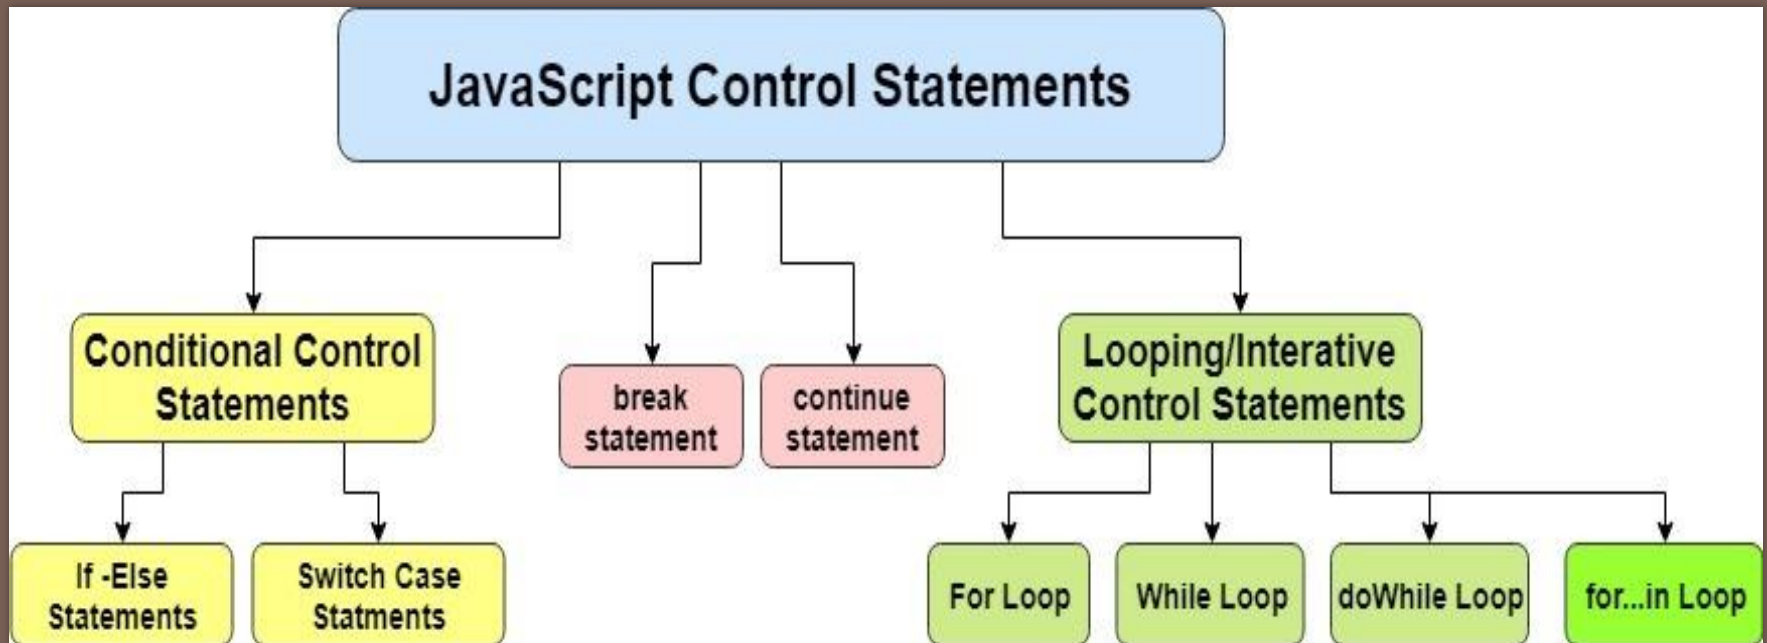 JavaScript Control Statements
Conditional Control
Statements
break
statement
continue
statement
Looping/Interative
Control Statements
If -Else
Statements
Switch Case
Statments
For Loop
While Loop
doWhile Loop
for...in Loop